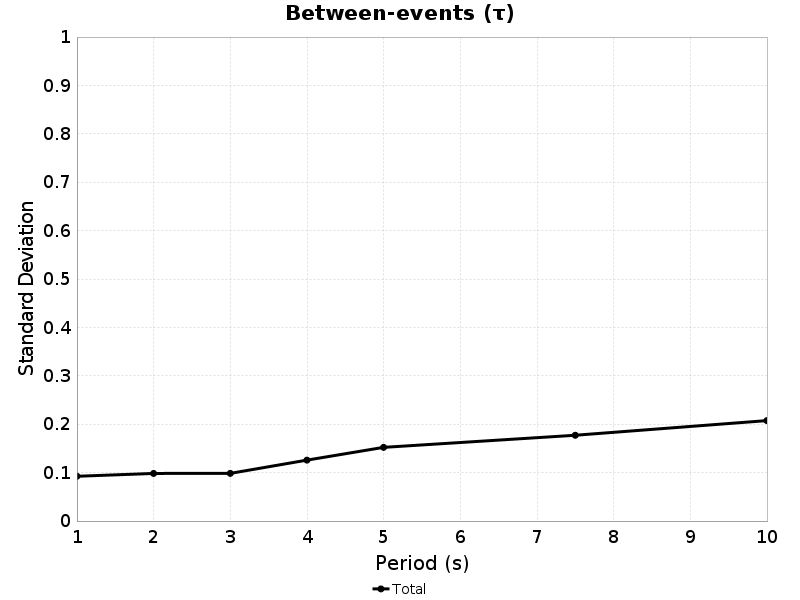 Between-events (τ)
1
0.9
0.8
0.7
0.6
0.5
0.4
0.3
0.2
0.1
0
Standard Deviation
1 2 3 4 5 6 7 8 9 10
Period (s)
Total